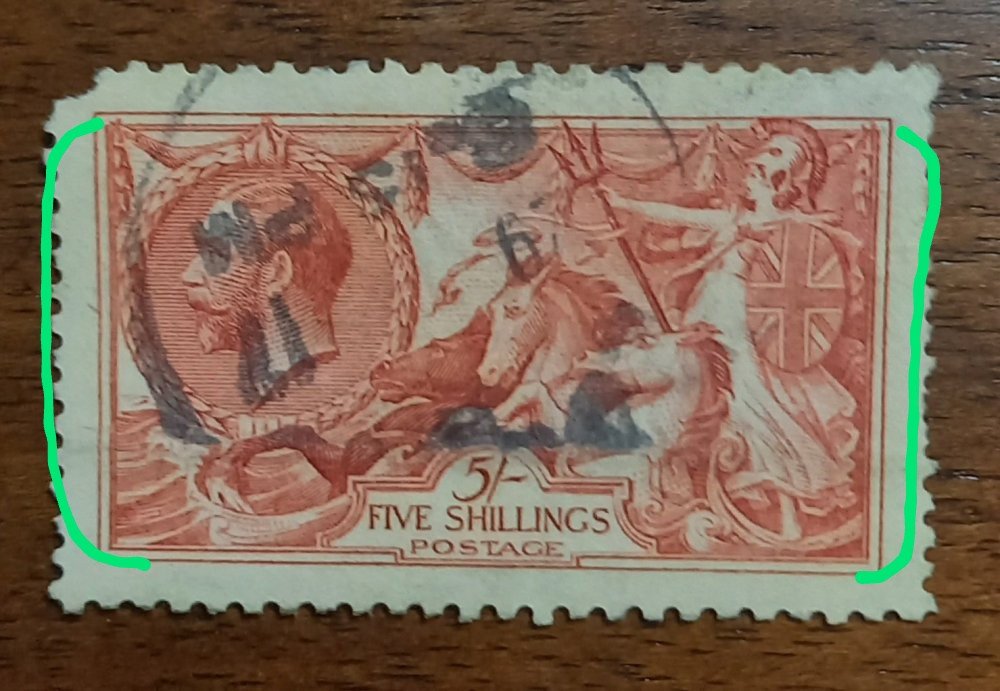 5/-
FIVE SHILLINGS
POSTAGE